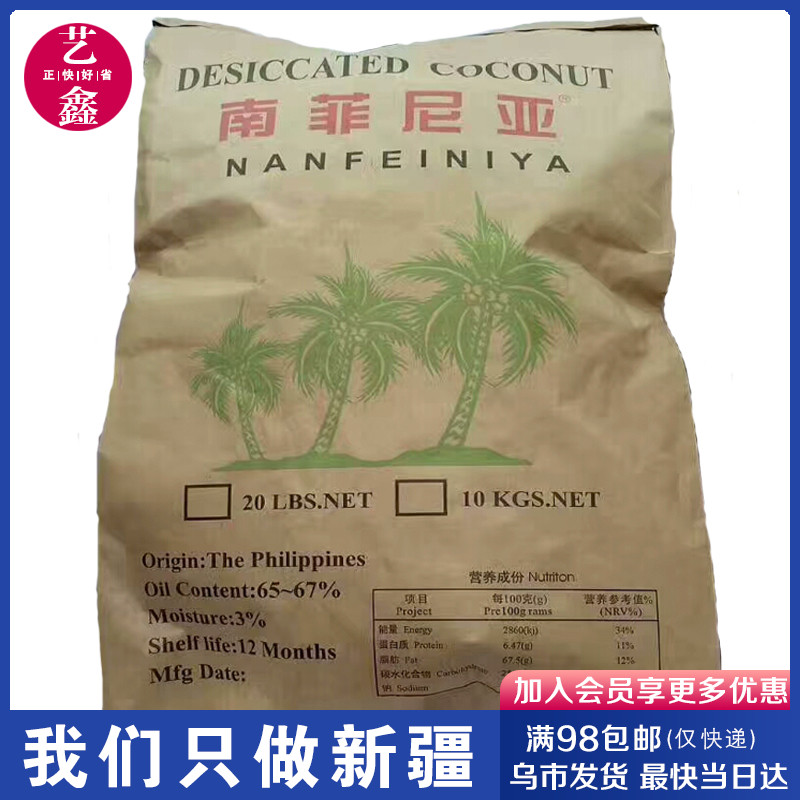 艺
正|快|好|省
鑫
DESICCATED COCONUT
南菲尼亚®
NANFEINIYA
20 LBS.NET
10 KGS.NET
Origin:The Philippines
Oil Content:65~67%
Moisture:3%
Shelf life:12 Months
Mfg Date:
营养成份 Nutriton
项目 每100克(g) 营养参考值%
Project Pre100g rams (NRV%)
能量 Energy 2860(kj) 34%
蛋白质 Protein 6.47(g) 11%
脂肪 Fat 67.5(g) 12%
碳水化合物 Carbohydrate
钠 Sodisen
加入会员享更多优惠
我们只做新疆
满98包邮(仅快递)
乌市发货 最快当日达